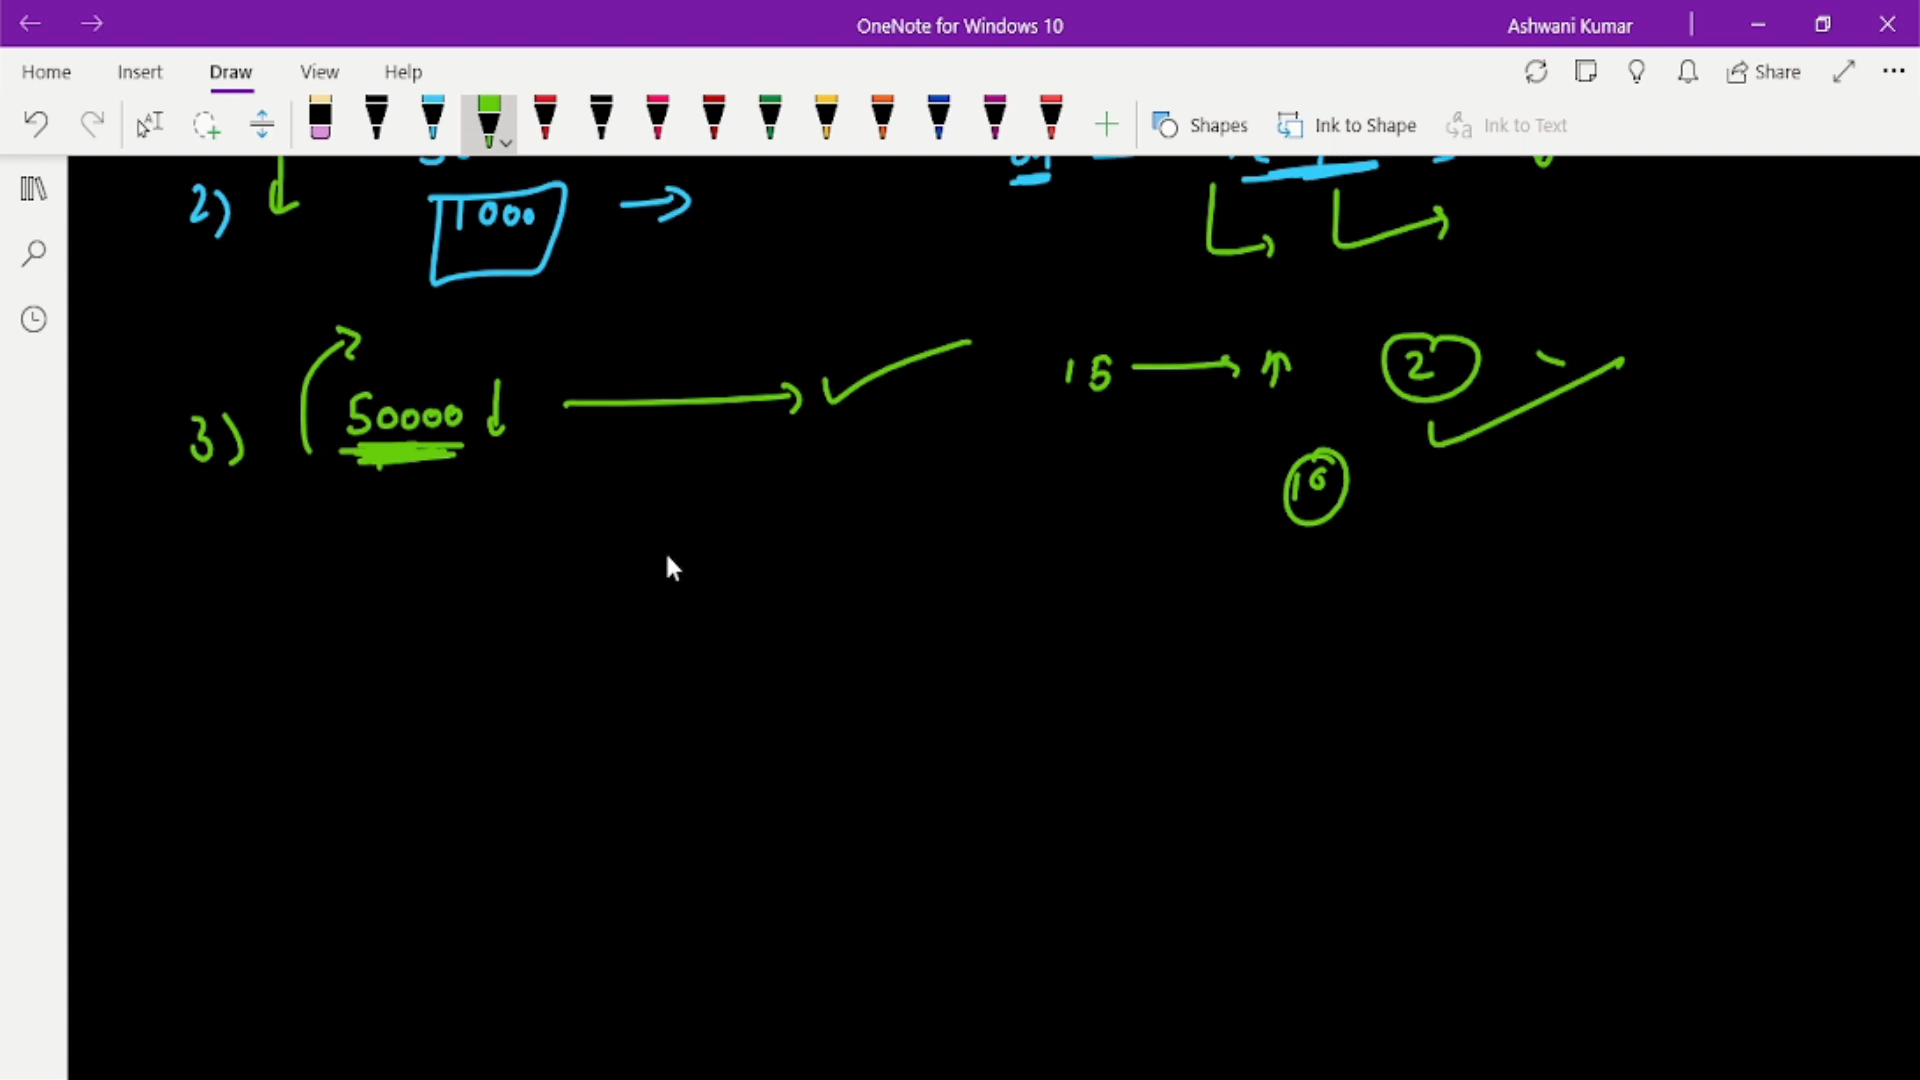 OneNote for Windows 10
Ashwani Kumar
Home Insert Draw View Help
Share
Shapes Ink to Shape Ink to Text
2) 1000
3) 50000 15 2
16